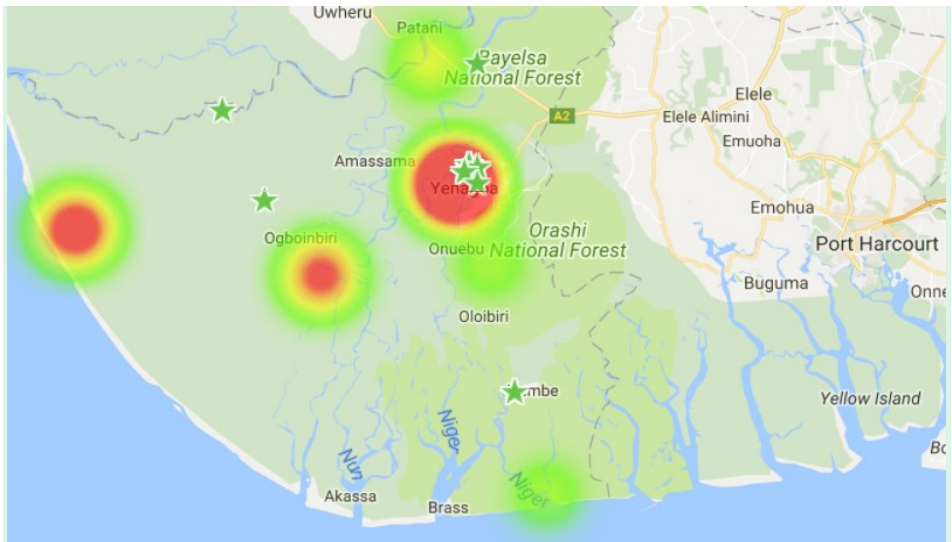 Uwheru
Patani
Bayelsa
National Forest
Elele
A2
Elele Alimini
Emuoha
Amassama
Emohua
Orashi
National Forest
Ogboinbiri
Onuebu
Port Harcourt
Buguma
Onne
Oloibiri
Yellow Island
Niger
Nun
Niger
Akassa
Brass